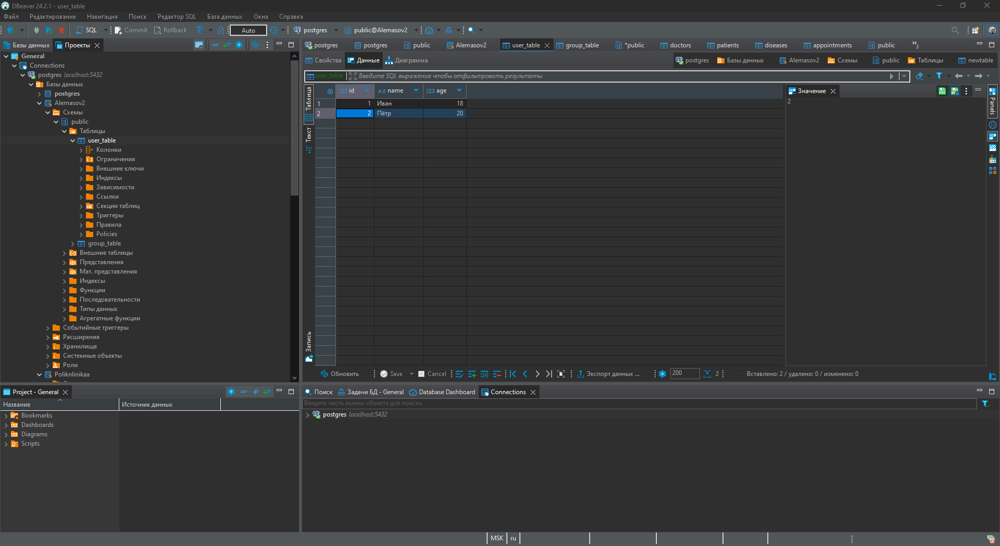 DBeaver 24.2.1 - user_table
Файл Редактирование Навигация Поиск Редактор SQL База данных Окна Справка
SQL Commit Rollback Auto postgres public@Alemasov2
Базы данных Проекты
General
Connections
postgres localhost:5432
Базы данных
postgres
Alemasov2
Схемы
public
Таблицы
user_table
Колонки
Ограничения
Внешние ключи
Индексы
Зависимости
Ссылки
Секции таблиц
Триггеры
Правила
Policies
group_table
Внешние таблицы
Представления
Мат. представления
Индексы
Функции
Последовательности
Типы данных
Агрегатные функции
Событийные триггеры
Расширения
Хранилище
Системные объекты
Роли
Poliknlinikaa
postgres postgres public Alemasov2 user_table group_table *public doctors patients diseases appointments public »3
Свойства Данные Диаграмма
postgres Базы данных Alemasov2 Схемы public Таблицы newtable
user_table Введите SQL выражение чтобы отфильтровать результаты
Таблица
Текст
Запись
123 id A-Z name 123 age
1 1 Иван 18
2 2 Пётр 20
Значение
2
Panels
Обновить Save Cancel Экспорт данных ... 200 2 Вставлено: 2 / удалено: 0 / изменено: 0
Project - General
Название Источник данных
Bookmarks
Dashboards
Diagrams
Scripts
Поиск Задачи БД - General Database Dashboard Connections
Введите часть имени объекта для поиска
postgres localhost:5432
MSK ru